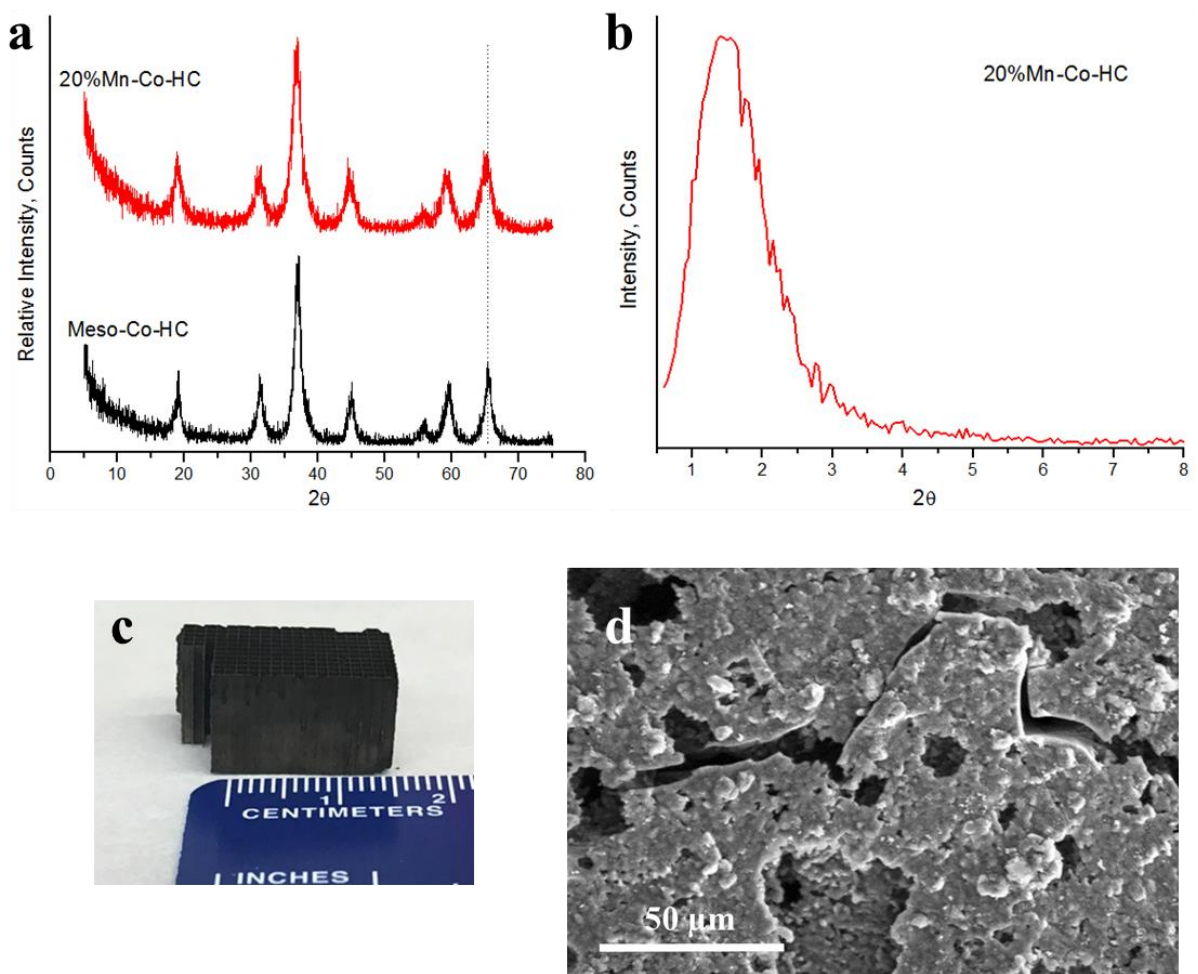 a
20%Mn-Co-HC
Meso-Co-HC
Relative Intensity, Counts
0 10 20 30 40 50 60 70 80
2θ
b
20%Mn-Co-HC
Intensity, Counts
1 2 3 4 5 6 7 8
2θ
c
1 2
CENTIMETERS
INCHES
d
50 µm